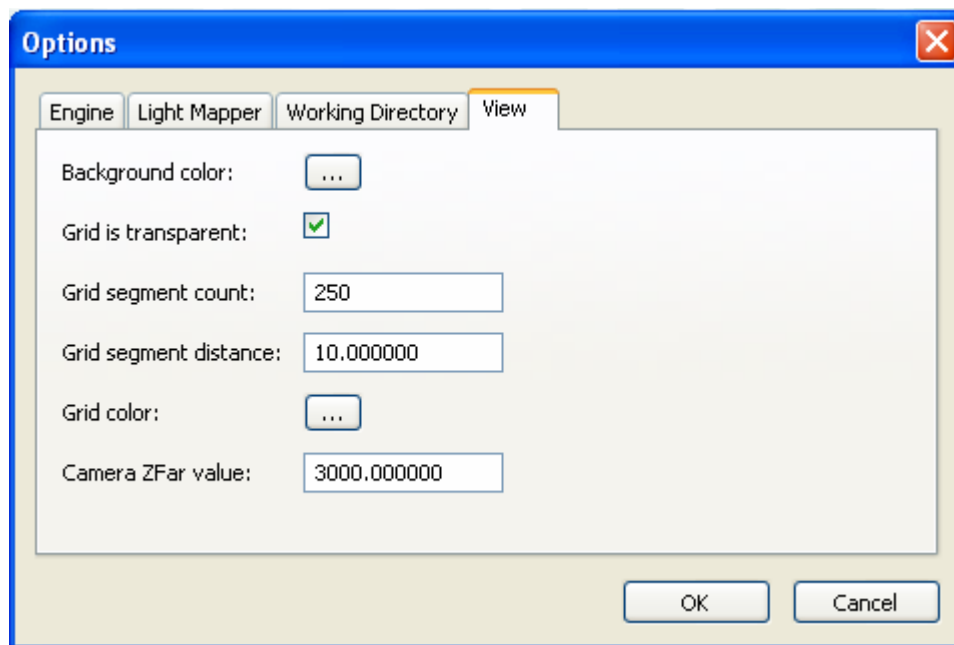 Options
Engine Light Mapper Working Directory View
Background color: ...
Grid is transparent:
Grid segment count: 250
Grid segment distance: 10.000000
Grid color: ...
Camera ZFar value: 3000.000000
OK Cancel